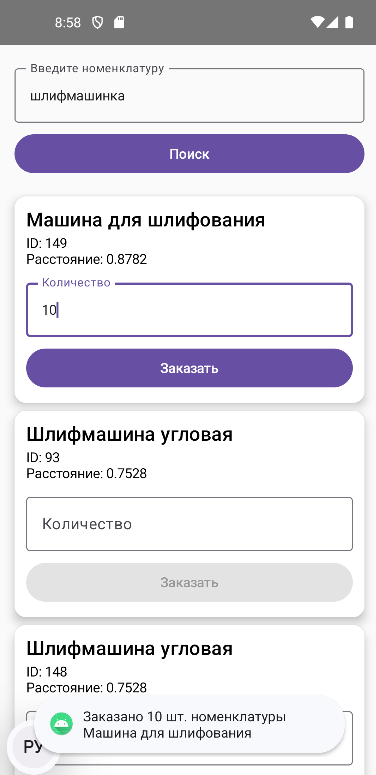 8:58
Введите номенклатуру
шлифмашинка
Поиск
Машина для шлифования
ID: 149
Расстояние: 0.8782
Количество
10
Заказать
Шлифмашина угловая
ID: 93
Расстояние: 0.7528
Количество
Заказать
Шлифмашина угловая
ID: 148
Расстояние: 0.7528
Заказано 10 шт. номенклатуры
Машина для шлифования
РУ